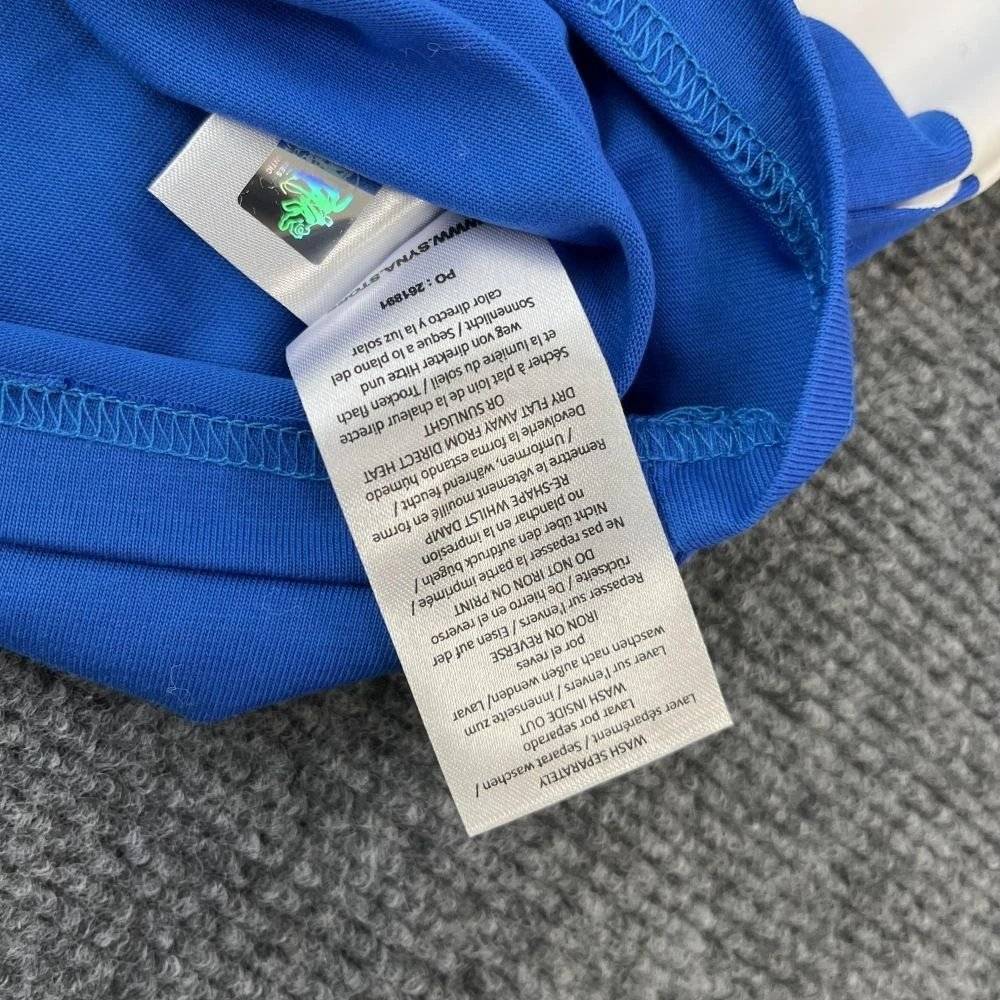 WASH SEPARATELY
Laver séparément / Separat waschen /
Lavar por separado
WASH INSIDE OUT
Laver sur l'envers / innenseite zum
waschen nach außen wenden/ Lavar
por el reves
IRON ON REVERSE
Repasser sur l'envers / Eisen auf der
rückseite / De hierro en el reverso
DO NOT IRON ON PRINT
Ne pas repasser la partie imprimée /
Nicht über den aufdruck bügeln /
no planchar en la impresion
RE-SHAPE WHILST DAMP
Remettre le vêtement mouillé en forme
/ Umformen, während feucht /
Devolverle la forma estando húmedo
DRY FLAT AWAY FROM DIRECT HEAT
OR SUNLIGHT
Sécher à plat loin de la chaleur directe
et la lumière du soleil / Trocken flach
weg von direkter Hitze und
Sonnenlicht / Seque a lo plano del
calor directo y la luz solar
PO : 261891
WWW.SYNA.STO